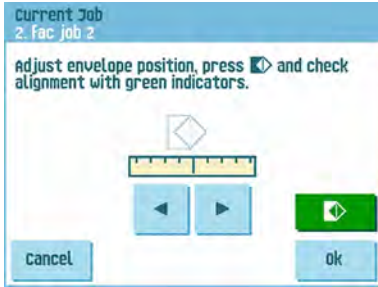 Current Job
2. Fac job 2
Adjust envelope position, press and check
alignment with green indicators.
Cancel
Ok